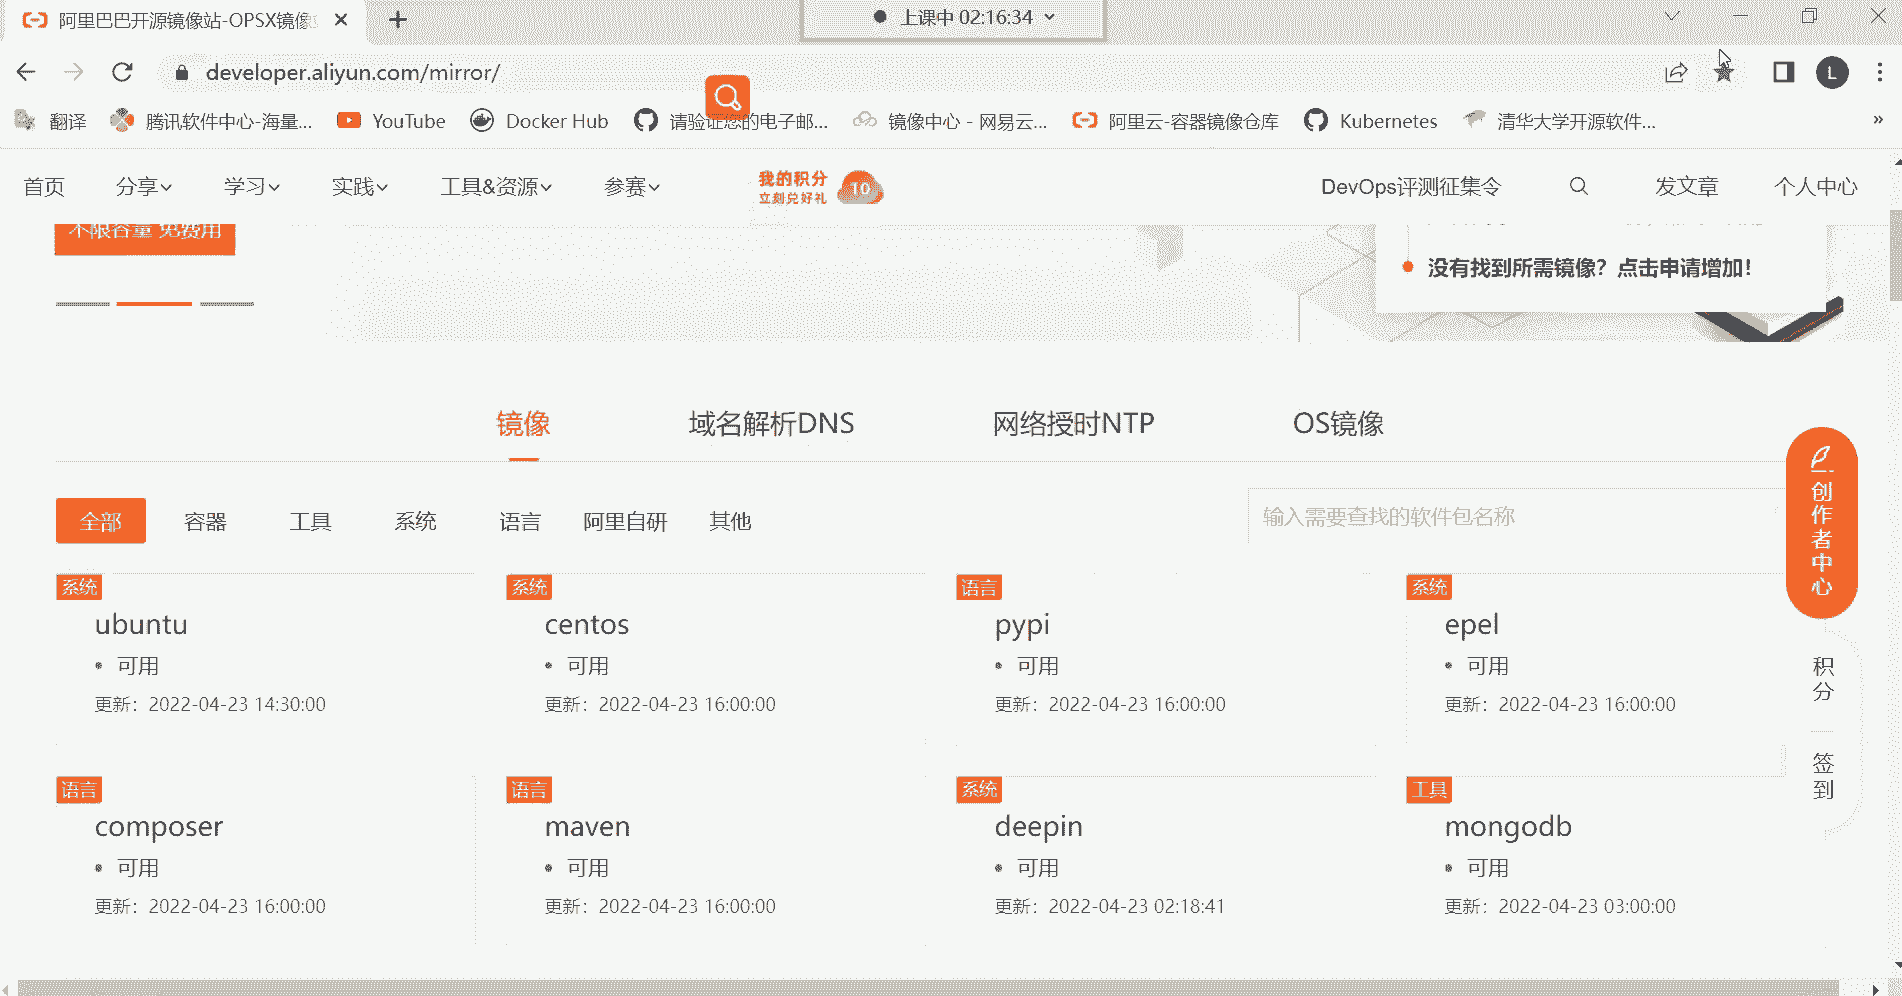 阿里巴巴开源镜像站-OPSX镜像
上课中 02:16:34
developer.aliyun.com/mirror/
L
翻译 腾讯软件中心-海量... YouTube Docker Hub 请验证您的电子邮... 镜像中心 - 网易云... 阿里云-容器镜像仓库 Kubernetes 清华大学开源软件... »
首页 分享 学习 实践 工具&资源 参赛 我的积分 10 DevOps评测征集令 发文章 个人中心
立刻兑好礼
不限容量 免费用
没有找到所需镜像？点击申请增加！
镜像 域名解析DNS 网络授时NTP OS镜像
全部 容器 工具 系统 语言 阿里自研 其他 输入需要查找的软件包名称
创作者中心
系统 系统 语言 系统
ubuntu centos pypi epel
• 可用 • 可用 • 可用 • 可用
更新：2022-04-23 14:30:00 更新：2022-04-23 16:00:00 更新：2022-04-23 16:00:00 更新：2022-04-23 16:00:00
积分
签到
语言 语言 系统 工具
composer maven deepin mongodb
• 可用 • 可用 • 可用 • 可用
更新：2022-04-23 16:00:00 更新：2022-04-23 16:00:00 更新：2022-04-23 02:18:41 更新：2022-04-23 03:00:00